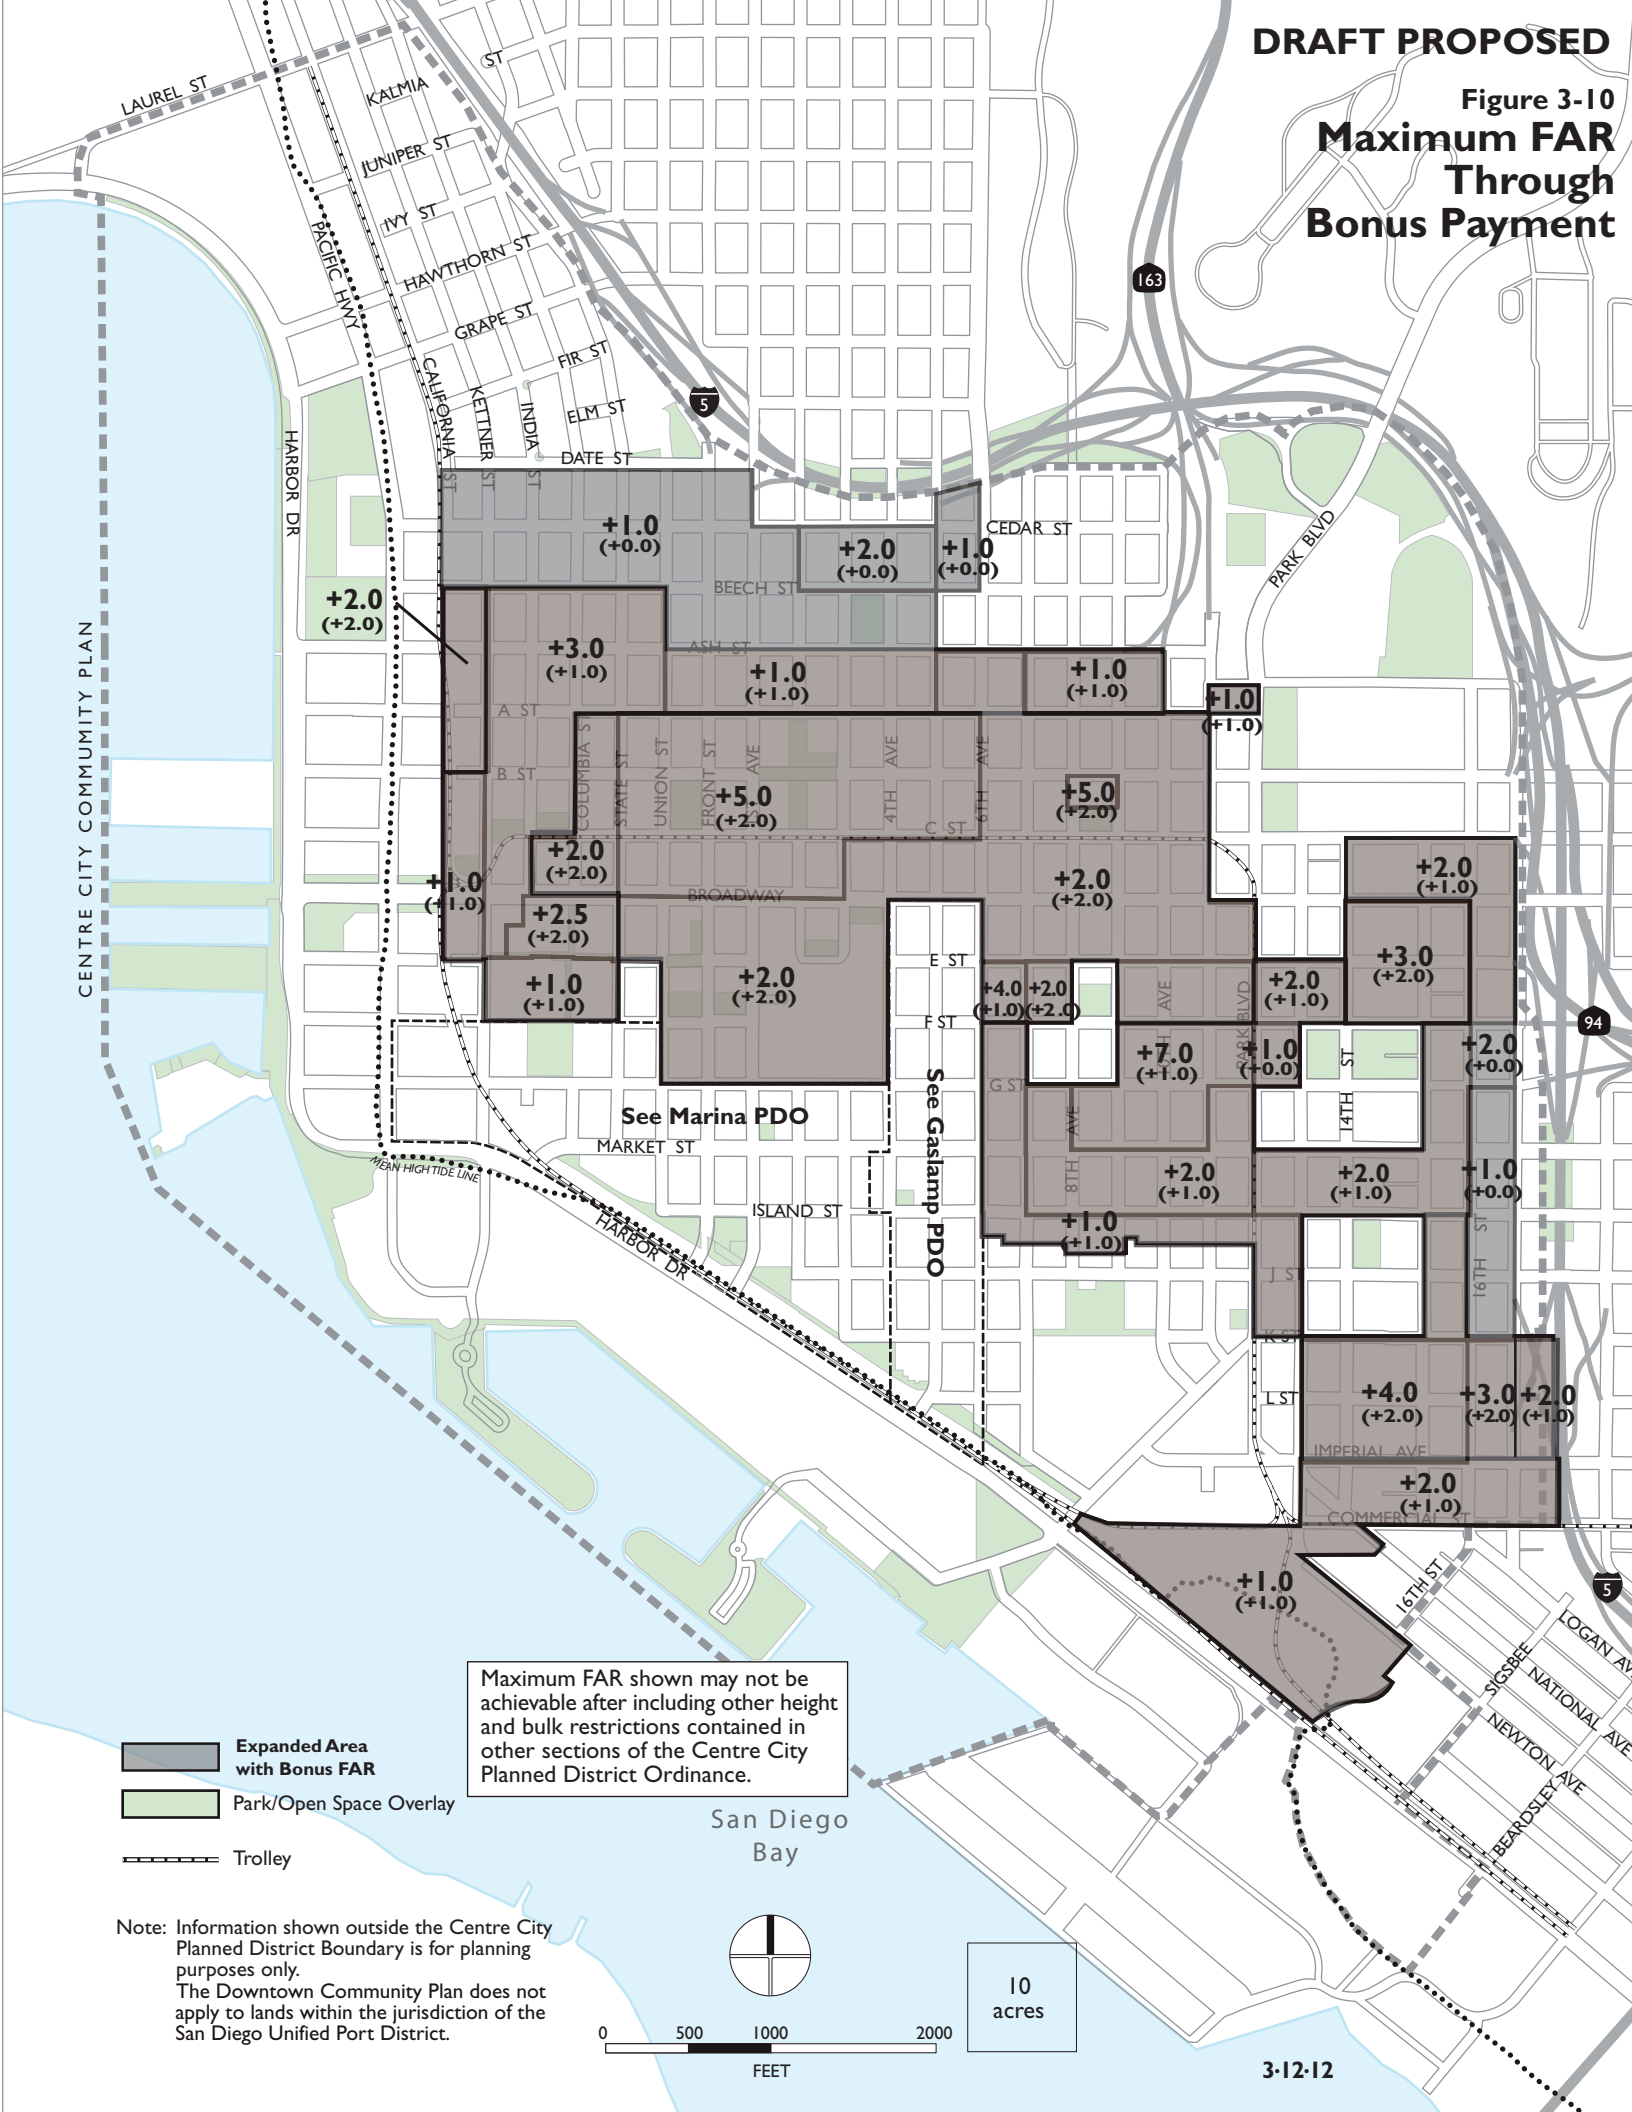 DRAFT PROPOSED
Figure 3-10
Maximum FAR
Through
Bonus Payment
ST
LAUREL ST
KALMIA
JUNIPER ST
IVY ST
HAWTHORN ST
GRAPE ST
FIR ST
ELM ST
DATE ST
PACIFIC HWY
CALIFORNIA
ST
KETTNER
ST
INDIA
ST
HARBOR DR
163
5
CEDAR ST
PARK BLVD
BEECH ST
ASH ST
A ST
B ST
C ST
COLUMBIA ST
STATE ST
UNION ST
FRONT ST
1ST AVE
4TH AVE
6TH AVE
BROADWAY
CENTRE CITY COMMUNITY PLAN
+1.0
(+0.0)
+2.0
(+0.0)
+1.0
(+0.0)
+2.0
(+2.0)
+3.0
(+1.0)
+1.0
(+1.0)
+1.0
(+1.0)
+1.0
(+1.0)
+5.0
(+2.0)
+5.0
(+2.0)
+2.0
(+2.0)
+2.0
(+2.0)
+2.0
(+1.0)
+1.0
(+1.0)
+2.5
(+2.0)
+3.0
(+2.0)
+1.0
(+1.0)
+2.0
(+2.0)
+4.0
(+1.0)
+2.0
(+2.0)
+2.0
(+1.0)
E ST
F ST
G ST
94
AVE
PARK BLVD
+7.0
(+1.0)
+1.0
(+0.0)
+2.0
(+0.0)
14TH ST
8TH AVE
See Marina PDO
See Gaslamp PDO
MARKET ST
MEAN HIGH TIDE LINE
ISLAND ST
HARBOR DR
+2.0
(+1.0)
+2.0
(+1.0)
+1.0
(+0.0)
+1.0
(+1.0)
J ST
16TH ST
K ST
L ST
+4.0
(+2.0)
+3.0
(+2.0)
+2.0
(+1.0)
IMPERIAL AVE
+2.0
(+1.0)
COMMERCIAL ST
+1.0
(+1.0)
16TH ST
5
LOGAN AV
SIGSBEE
NATIONAL AVE
NEWTON AVE
BEARDSLEY
Maximum FAR shown may not be
achievable after including other height
and bulk restrictions contained in
other sections of the Centre City
Planned District Ordinance.
Expanded Area
with Bonus FAR
Park/Open Space Overlay
Trolley
San Diego
Bay
Note: Information shown outside the Centre City
Planned District Boundary is for planning
purposes only.
The Downtown Community Plan does not
apply to lands within the jurisdiction of the
San Diego Unified Port District.
0 500 1000 2000
FEET
10
acres
3·12·12